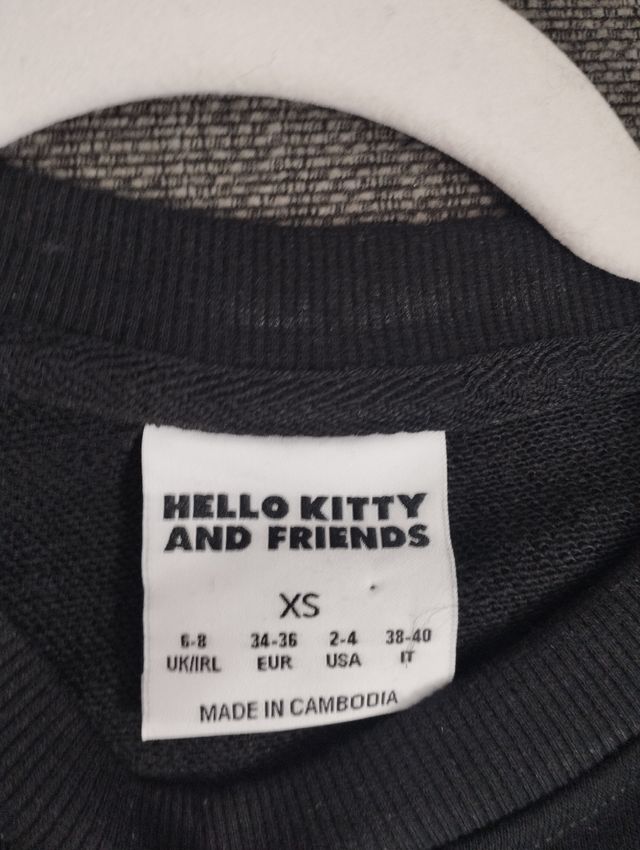 HELLO KITTY
AND FRIENDS
XS
6-8 34-36 2-4 38-40
UK/IRL EUR USA IT
MADE IN CAMBODIA